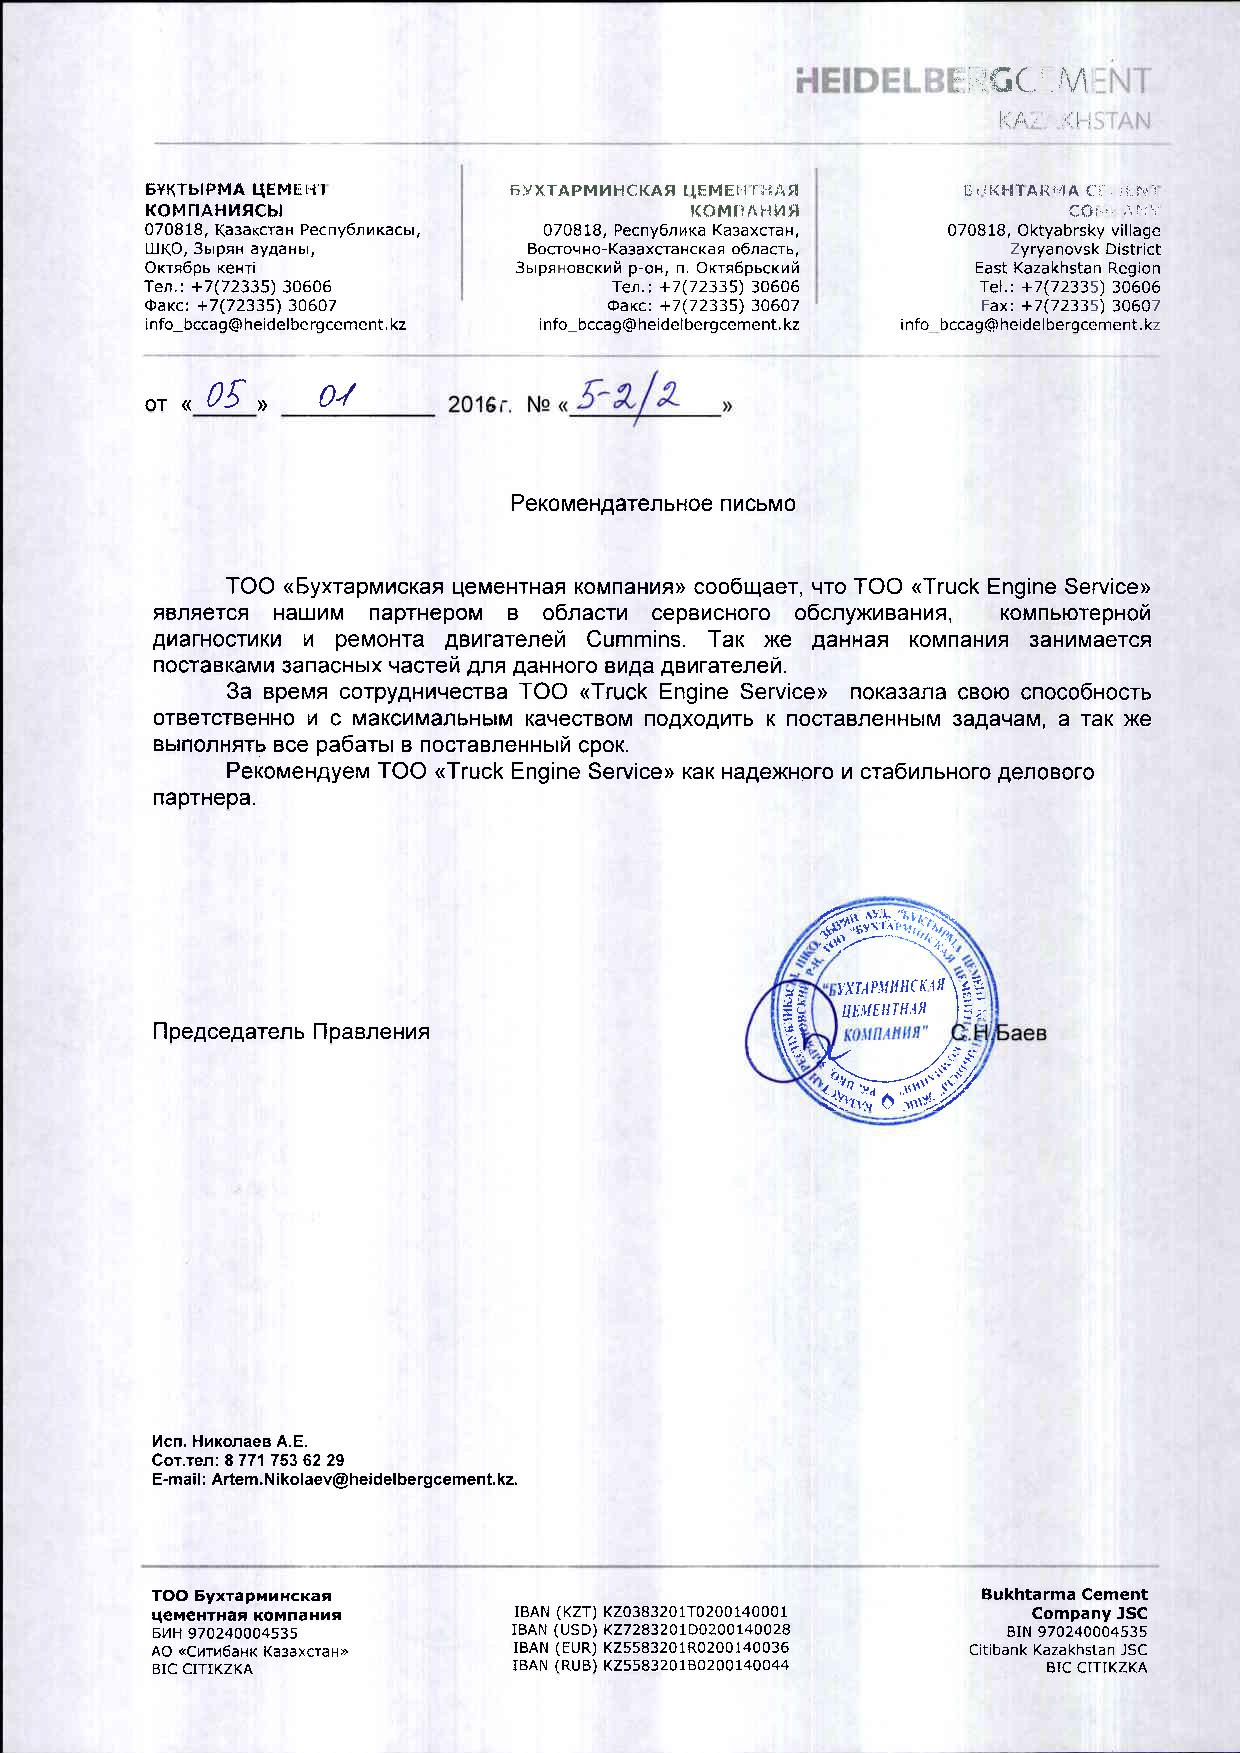 HEIDELBERGCEMENT
KAZAKHSTAN
БҰҚТЫРМА ЦЕМЕНТ
КОМПАНИЯСЫ
070818, Қазақстан Республикасы,
ШҚО, Зырян ауданы,
Октябрь кенті
Тел.: +7(72335) 30606
Факс: +7(72335) 30607
info_bccag@heidelbergcement.kz
БУХТАРМИНСКАЯ ЦЕМЕНТНАЯ
КОМПАНИЯ
070818, Республика Казахстан,
Восточно-Казахстанская область,
Зыряновский р-он, п. Октябрьский
Тел.: +7(72335) 30606
Факс: +7(72335) 30607
info_bccag@heidelbergcement.kz
BUKHTARMA CEMENT
COMPANY
070818, Oktyabrsky village
Zyryanovsk District
East Kazakhstan Region
Tel.: +7(72335) 30606
Fax: +7(72335) 30607
info_bccag@heidelbergcement.kz
от «05» 01 2016г. № «5-2/2»
Рекомендательное письмо
ТОО «Бухтармиская цементная компания» сообщает, что ТОО «Truck Engine Service»
является нашим партнером в области сервисного обслуживания, компьютерной
диагностики и ремонта двигателей Cummins. Так же данная компания занимается
поставками запасных частей для данного вида двигателей.
За время сотрудничества ТОО «Truck Engine Service» показала свою способность
ответственно и с максимальным качеством подходить к поставленным задачам, а так же
выполнять все рабаты в поставленный срок.
Рекомендуем ТОО «Truck Engine Service» как надежного и стабильного делового
партнера.
"БУХТАРМИНСКАЯ
ЦЕМЕНТНАЯ
КОМПАНИЯ"
Председатель Правления С.Н.Баев
Исп. Николаев А.Е.
Сот.тел: 8 771 753 62 29
E-mail: Artem.Nikolaev@heidelbergcement.kz.
ТОО Бухтарминская
цементная компания
БИН 970240004535
АО «Ситибанк Казахстан»
BIC CITIKZKA
IBAN (KZT) KZ0383201T0200140001
IBAN (USD) KZ7283201D0200140028
IBAN (EUR) KZ5583201R0200140036
IBAN (RUB) KZ5583201B0200140044
Bukhtarma Cement
Company JSC
BIN 970240004535
Citibank Kazakhstan JSC
BIC CITIKZKA